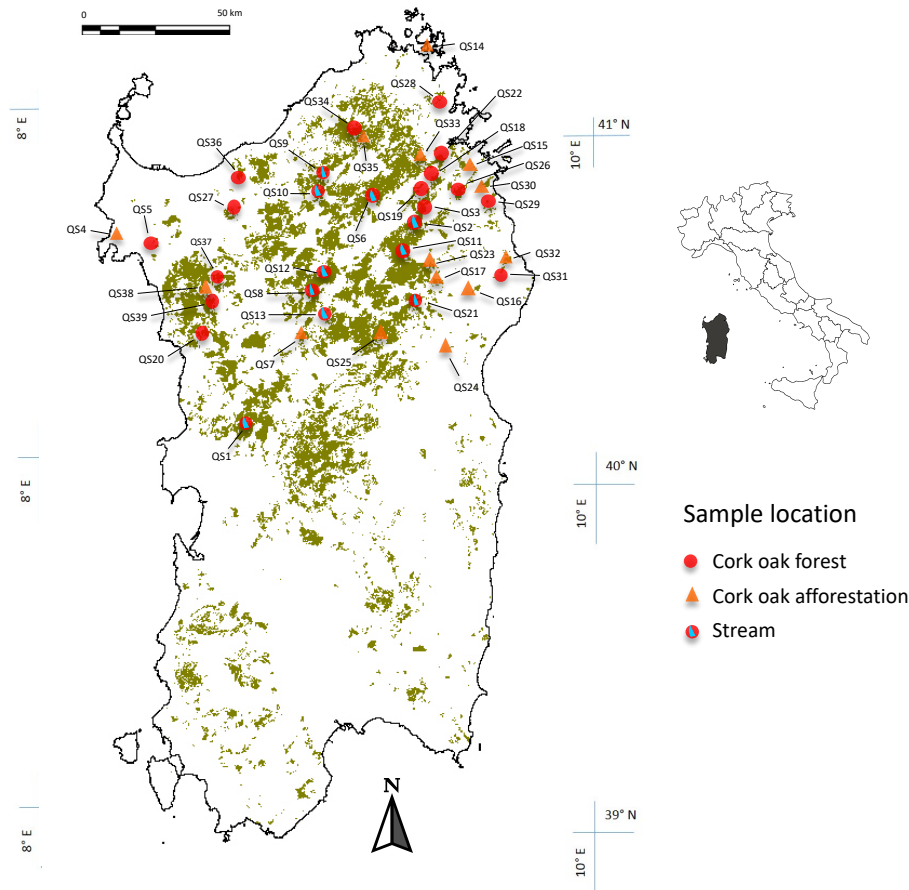 0
50 km
QS14
QS28
QS22
QS34
QS33
QS18
8° E
41° N
10° E
QS9
QS15
QS36
QS35
QS26
QS10
QS30
QS27
QS19
QS3
QS29
QS5
QS2
QS4
QS6
QS11
QS37
QS12
QS23
QS32
QS17
QS38
QS8
QS31
QS16
QS39
QS13
QS21
QS20
QS7
QS25
QS24
QS1
8° E
40° N
10° E
Sample location
Cork oak forest
Cork oak afforestation
Stream
N
8° E
39° N
10° E